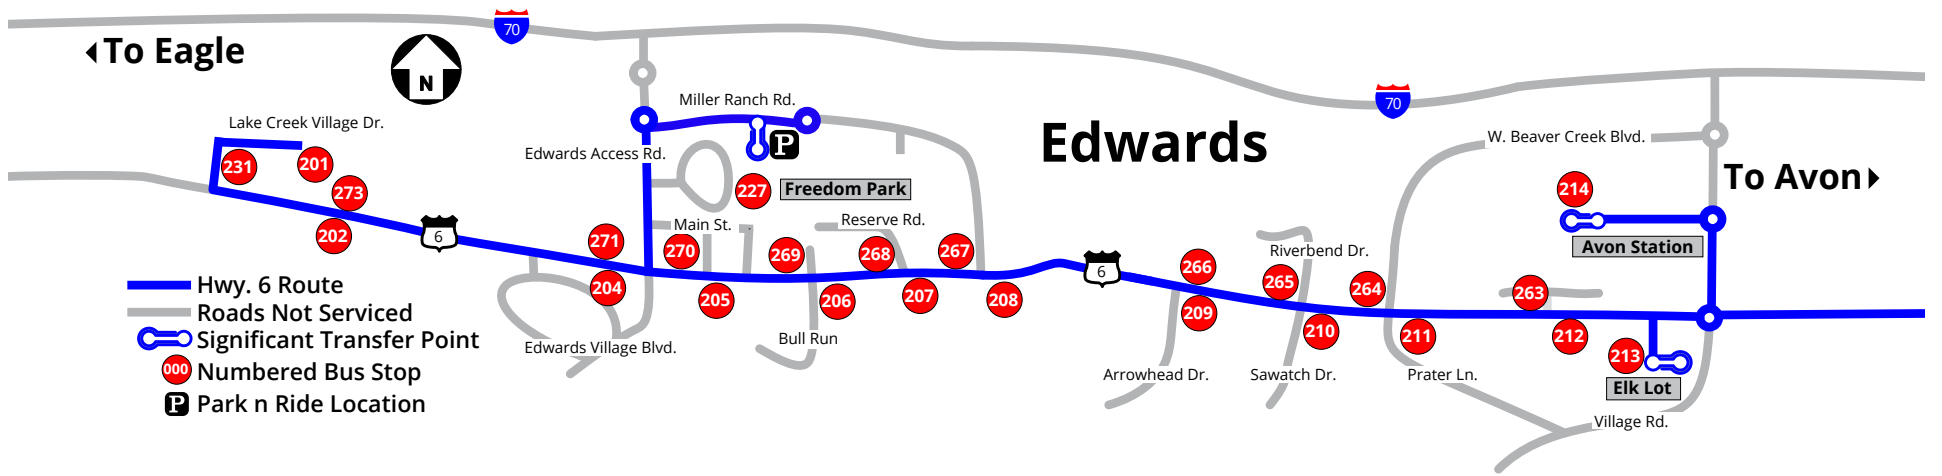 70
To Eagle
N
Miller Ranch Rd.
70
Lake Creek Village Dr.
P
Edwards
W. Beaver Creek Blvd.
Edwards Access Rd.
231
201
273
227
Freedom Park
To Avon
214
202
Main St.
Reserve Rd.
6
271
270
269
268
267
Avon Station
Riverbend Dr.
6
266
265
264
263
Hwy. 6 Route
204
205
206
207
208
209
210
211
212
213
Roads Not Serviced
Significant Transfer Point
Edwards Village Blvd.
Bull Run
000
Numbered Bus Stop
Arrowhead Dr.
Sawatch Dr.
Prater Ln.
Elk Lot
P
Park n Ride Location
Village Rd.